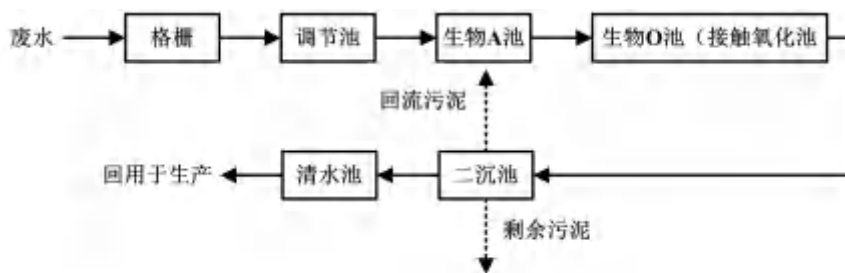 废水
格栅
调节池
生物A池
生物O池（接触氧化池
回流污泥
回用于生产
清水池
二沉池
剩余污泥